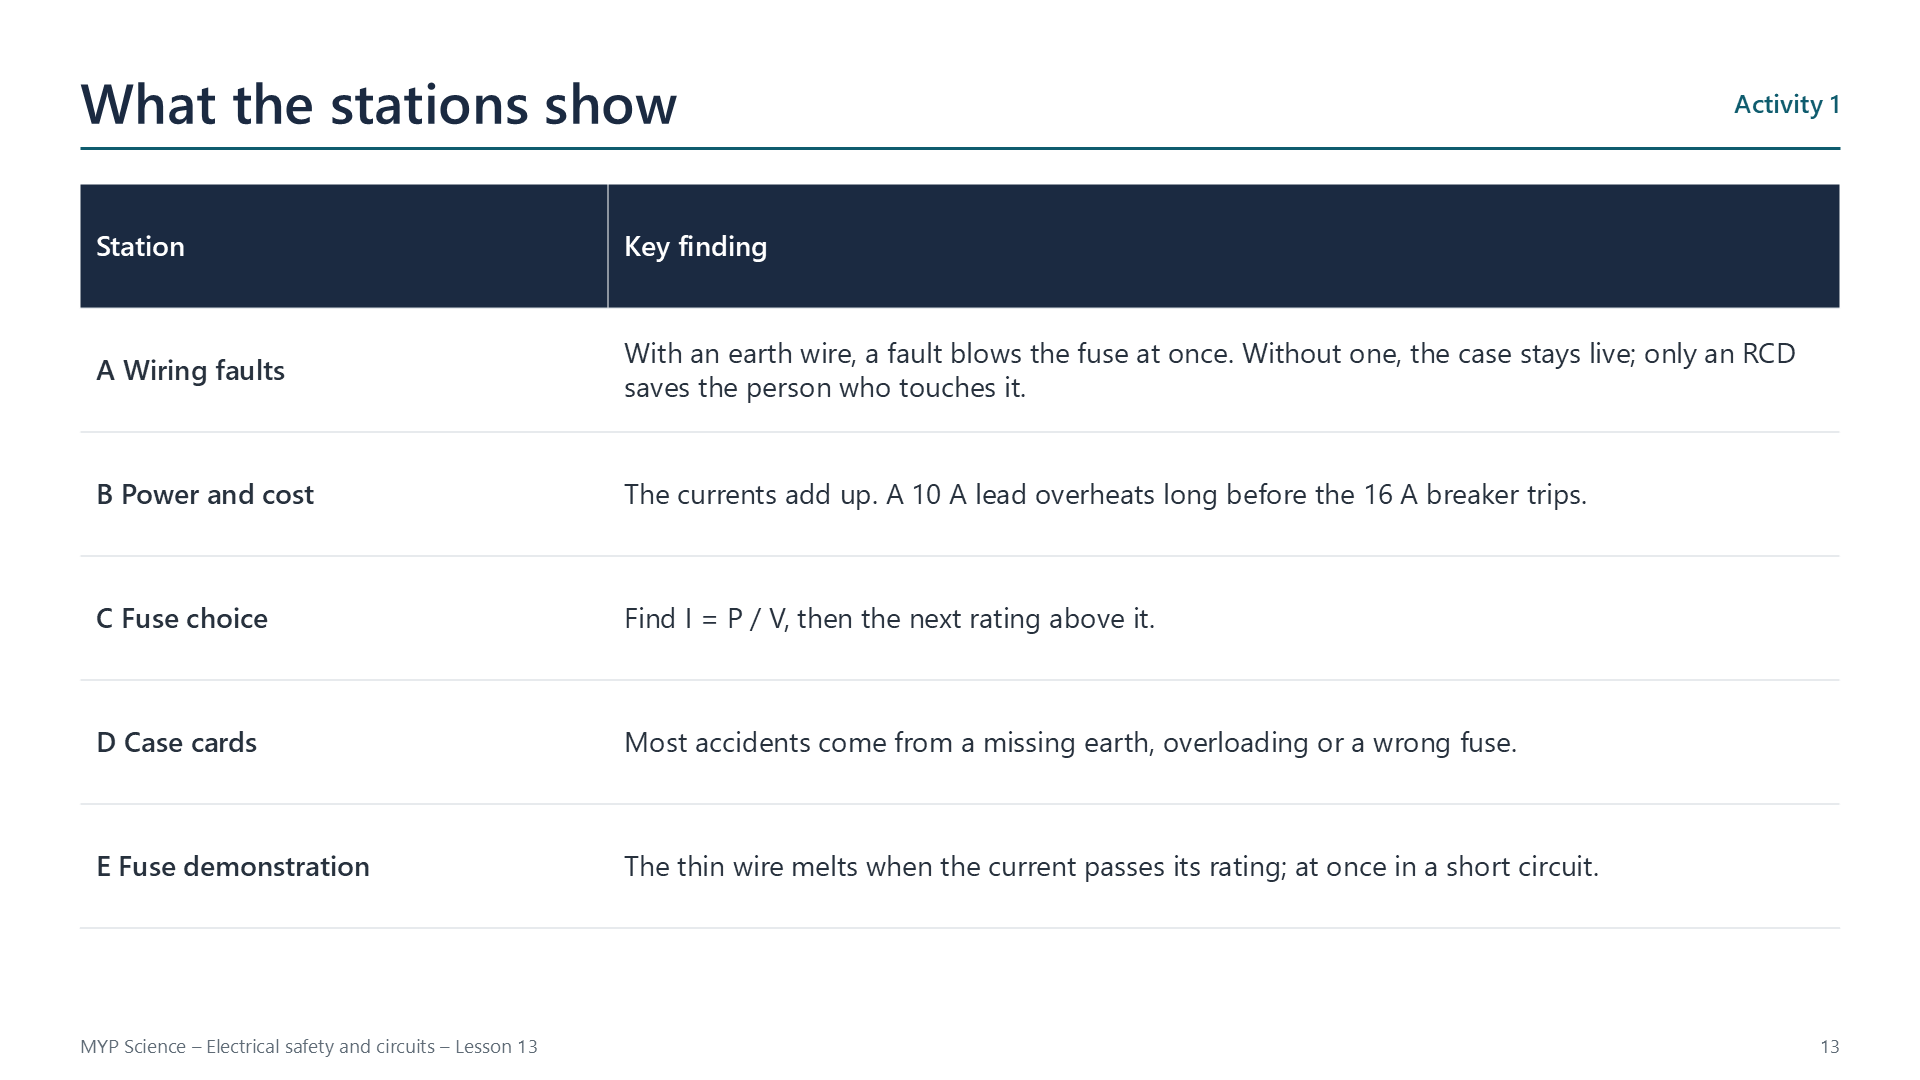 What the stations show
Activity 1
Station
Key finding
A Wiring faults
With an earth wire, a fault blows the fuse at once. Without one, the case stays live; only an RCD
saves the person who touches it.
B Power and cost
The currents add up. A 10 A lead overheats long before the 16 A breaker trips.
C Fuse choice
Find I = P / V, then the next rating above it.
D Case cards
Most accidents come from a missing earth, overloading or a wrong fuse.
E Fuse demonstration
The thin wire melts when the current passes its rating; at once in a short circuit.
MYP Science – Electrical safety and circuits – Lesson 13
13